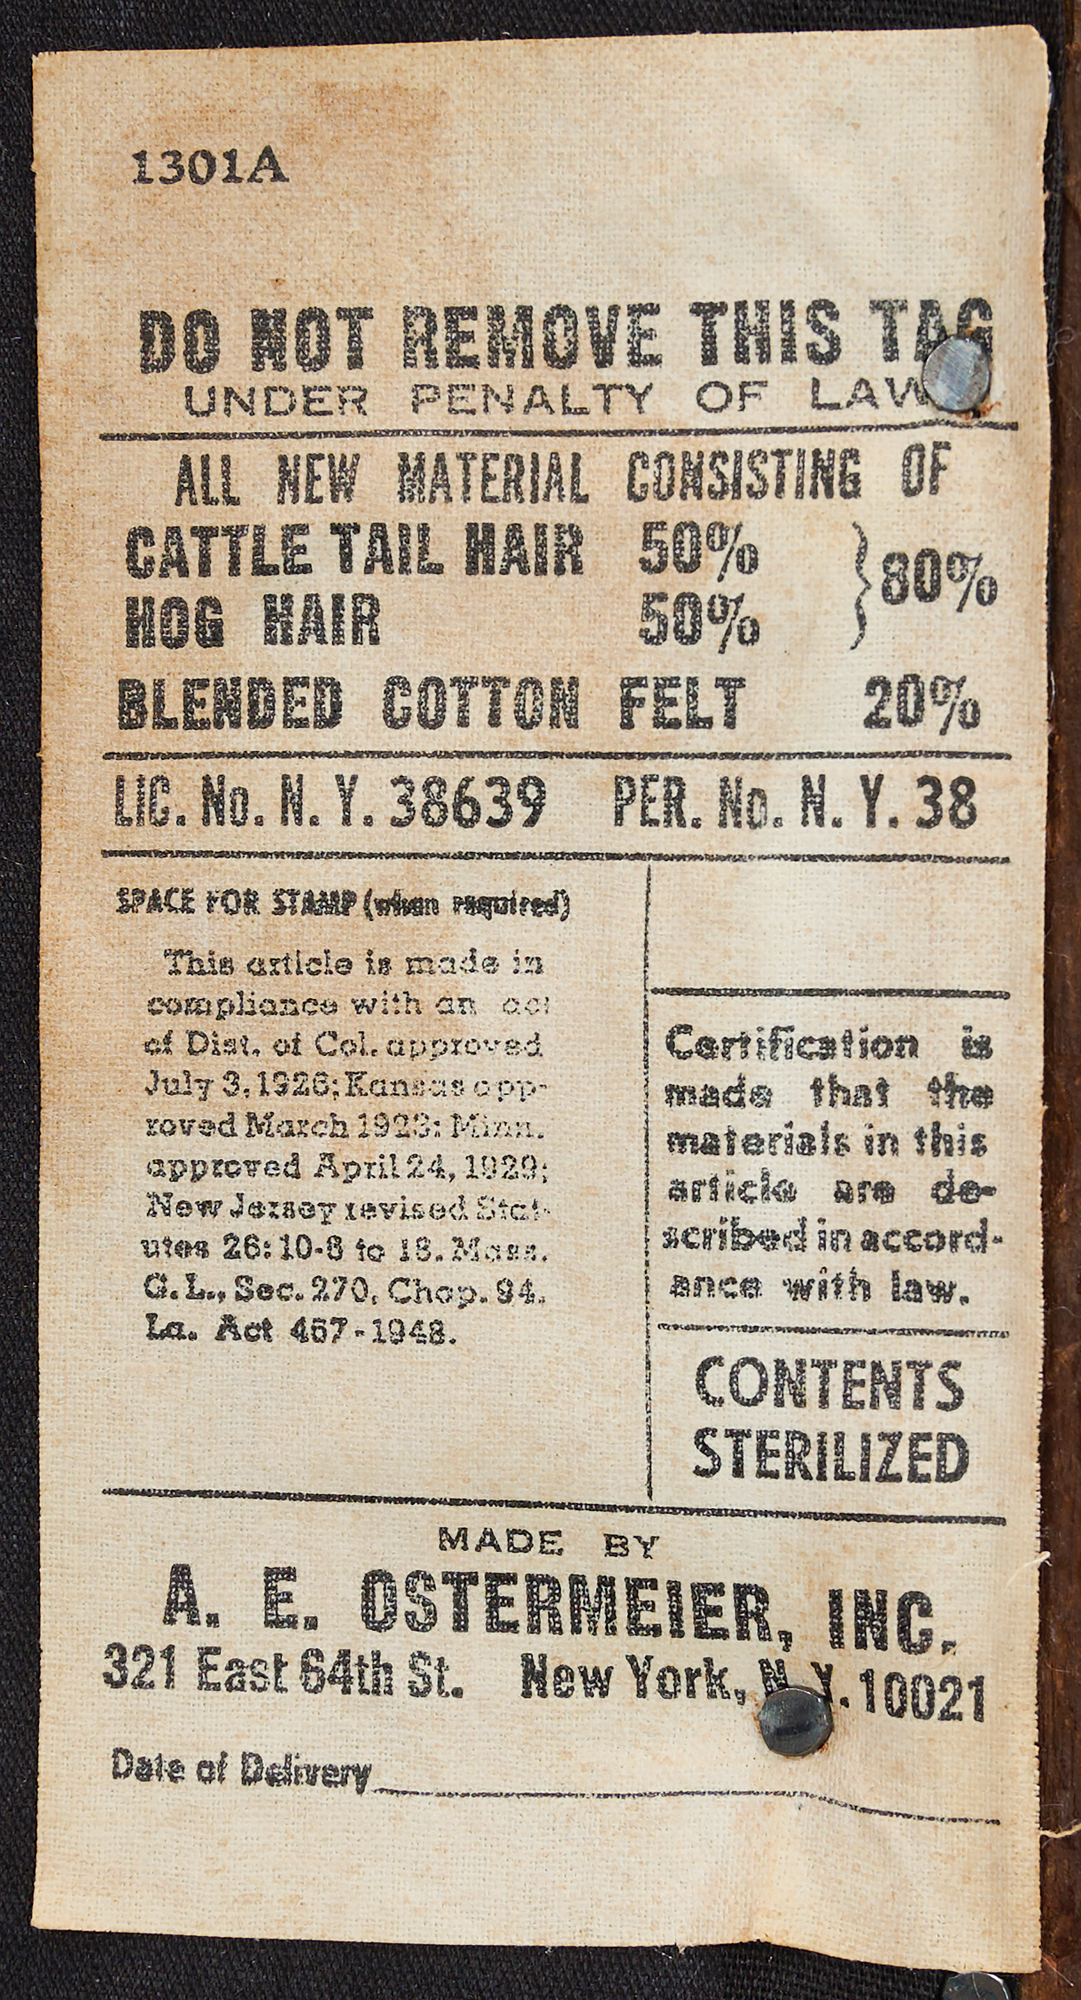 1301A
DO NOT REMOVE THIS TAG
UNDER PENALTY OF LAW
ALL NEW MATERIAL CONSISTING OF
CATTLE TAIL HAIR 50%
HOG HAIR 50%
} 80%
BLENDED COTTON FELT 20%
LIC. No. N. Y. 38639 PER. No. N. Y. 38
SPACE FOR STAMP (when required)
This article is made in
compliance with an act
of Dist. of Col. approved
July 3, 1926; Kansas app-
roved March 1923; Minn.
approved April 24, 1929;
New Jersey revised Stat-
utes 26: 10-6 to 18. Mass.
G. L., Sec. 270, Chap. 94.
La. Act 467-1948.
Certification is
made that the
materials in this
article are de-
scribed in accord-
ance with law.
CONTENTS
STERILIZED
MADE BY
A. E. OSTERMEIER, INC.
321 East 64th St. New York, N. Y. 10021
Date of Delivery